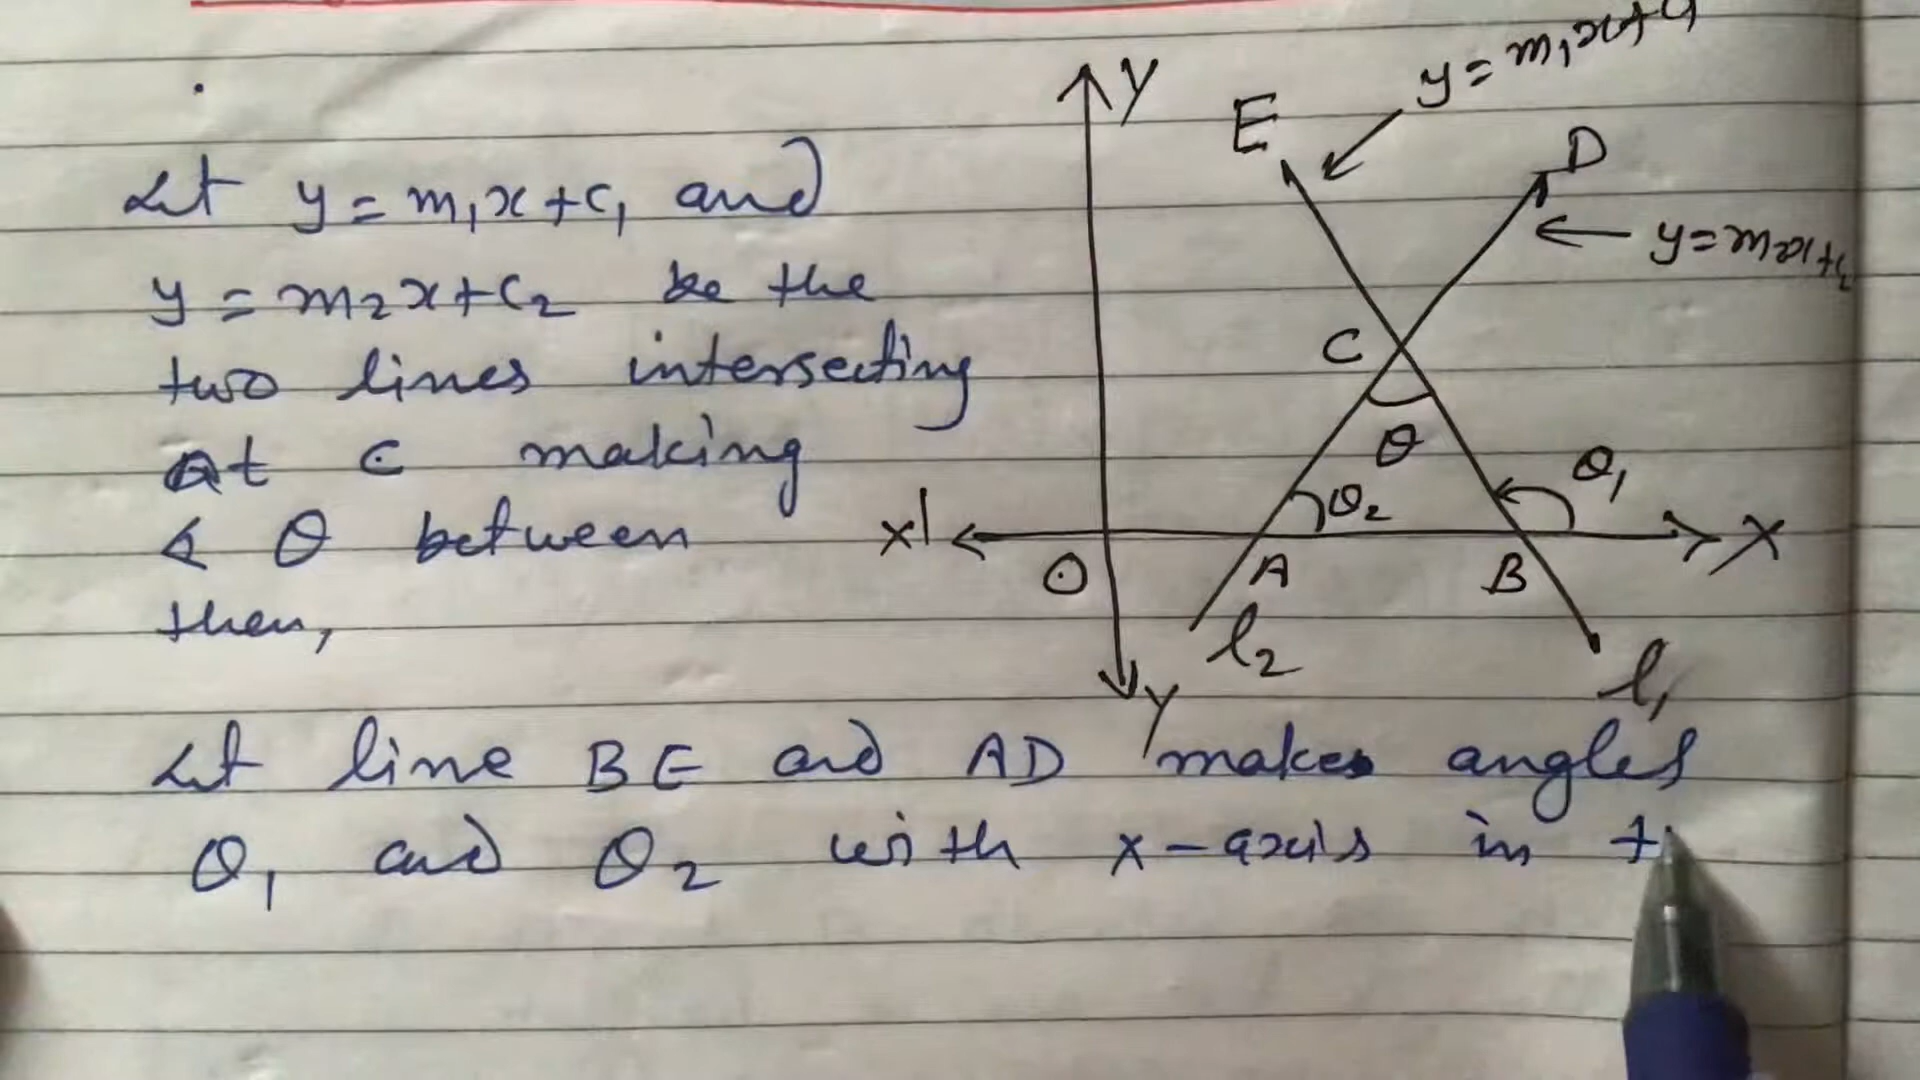 Let y = m₁x + c₁ and
y = m₂x + c₂ be the
two lines intersecting
at C making
∠ θ between
then,
Let line BE and AD makes angles
θ₁ and θ₂ with x-axis in
Y
E
y = m₁x + c₁
D
y = m₂x + c₂
C
θ
θ₂
θ₁
X'
O
A
B
X
l₂
l₁
Y'